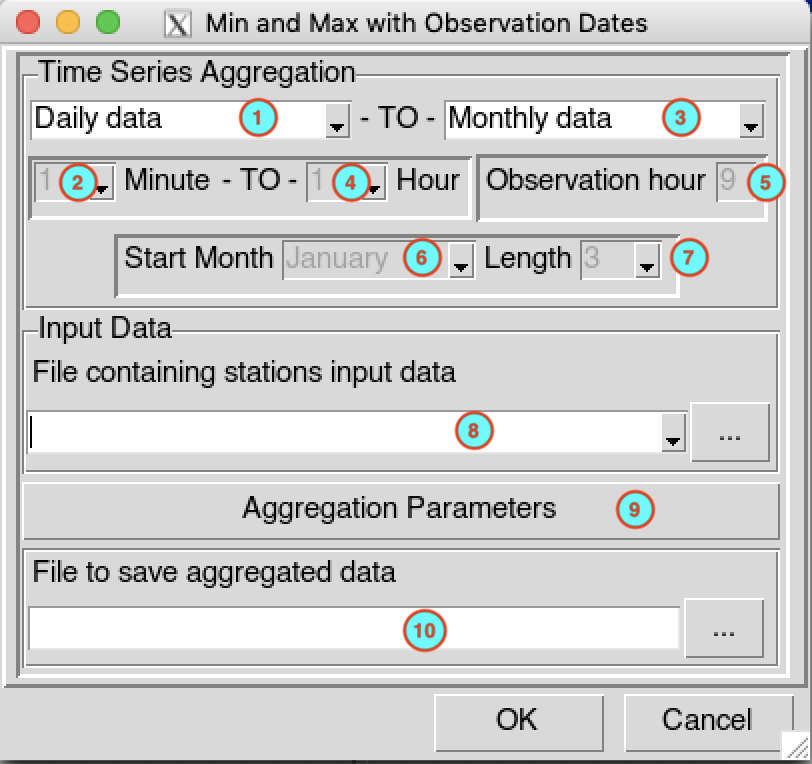 X Min and Max with Observation Dates
Time Series Aggregation
Daily data 1 - TO - Monthly data 3
1 2 Minute - TO - 1 4 Hour Observation hour 9 5
Start Month January 6 Length 3 7
Input Data
File containing stations input data
8 ...
Aggregation Parameters 9
File to save aggregated data
10 ...
OK Cancel